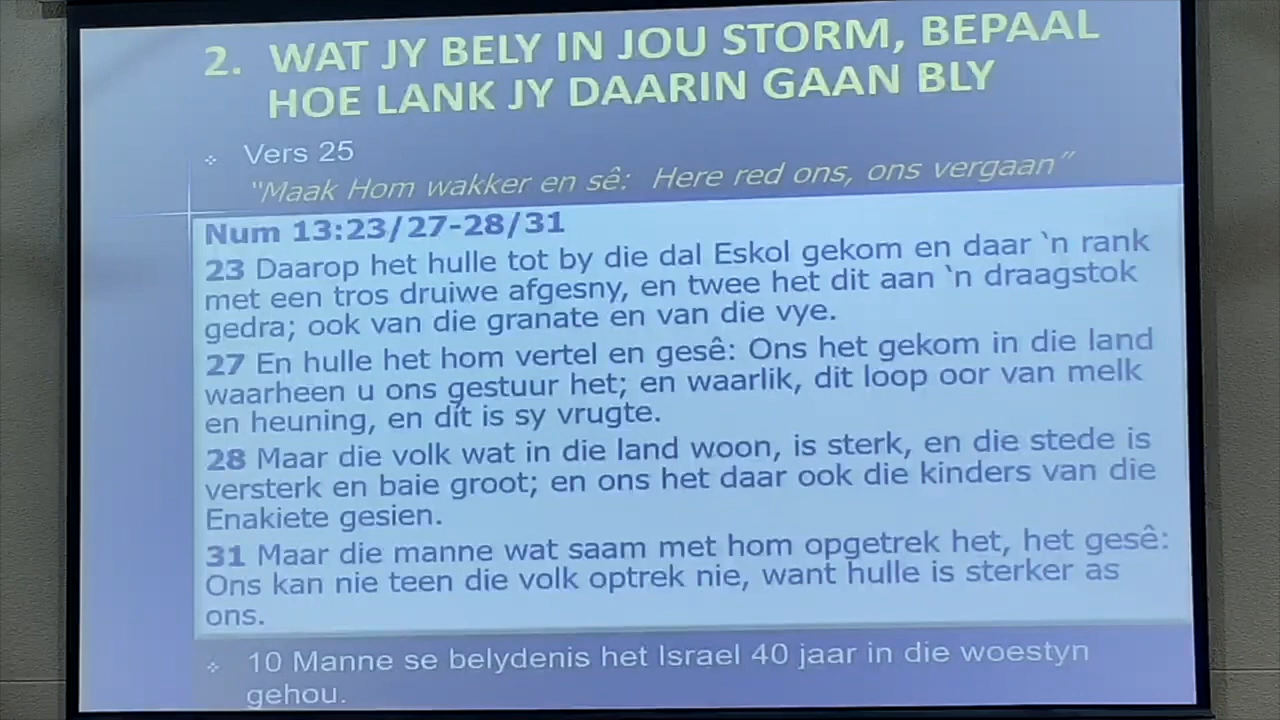 2. WAT JY BELY IN JOU STORM, BEPAAL
HOE LANK JY DAARIN GAAN BLY
Vers 25
"Maak Hom wakker en sê: Here red ons, ons vergaan"
Num 13:23/27-28/31
23 Daarop het hulle tot by die dal Eskol gekom en daar ‘n rank
met een tros druiwe afgesny, en twee het dit aan ‘n draagstok
gedra; ook van die granate en van die vye.
27 En hulle het hom vertel en gesê: Ons het gekom in die land
waarheen u ons gestuur het; en waarlik, dit loop oor van melk
en heuning, en dít is sy vrugte.
28 Maar die volk wat in die land woon, is sterk, en die stede is
versterk en baie groot; en ons het daar ook die kinders van die
Enakiete gesien.
31 Maar die manne wat saam met hom opgetrek het, het gesê:
Ons kan nie teen die volk optrek nie, want hulle is sterker as
ons.
10 Manne se belydenis het Israel 40 jaar in die woestyn
gehou.